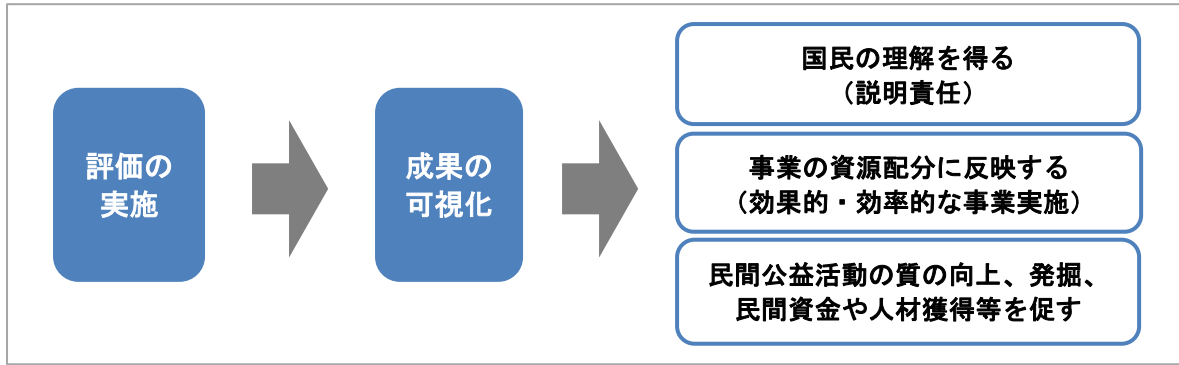 評価の
実施
成果の
可視化
国民の理解を得る
（説明責任）
事業の資源配分に反映する
（効果的・効率的な事業実施）
民間公益活動の質の向上、発掘、
民間資金や人材獲得等を促す